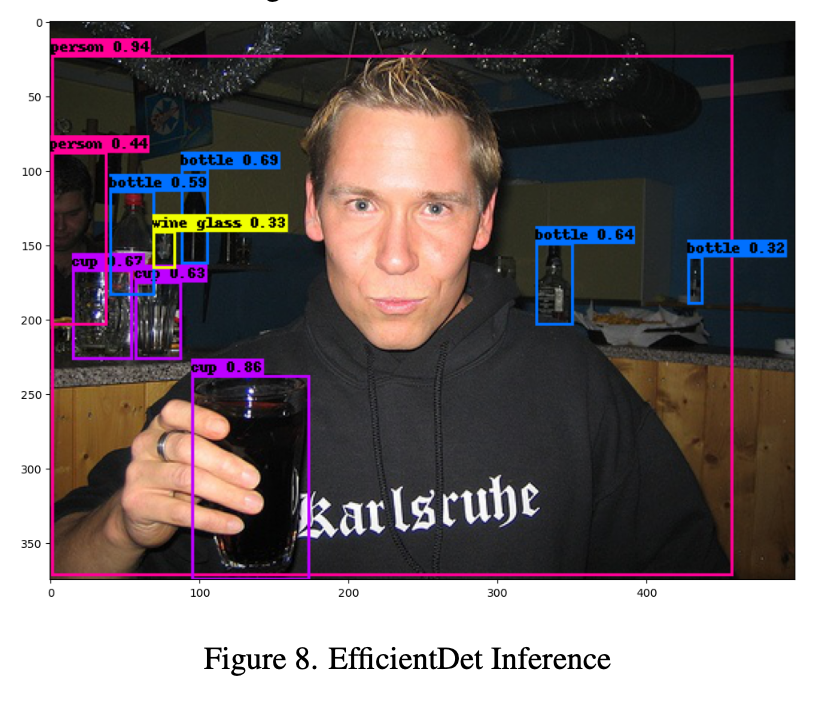 0
50
100
150
200
250
300
350
person 0.94
person 0.44
bottle 0.69
bottle 0.59
wine glass 0.33
bottle 0.64
bottle 0.32
cup 0.67
cup 0.63
cup 0.86
Karlsruhe
0 100 200 300 400
Figure 8. EfficientDet Inference